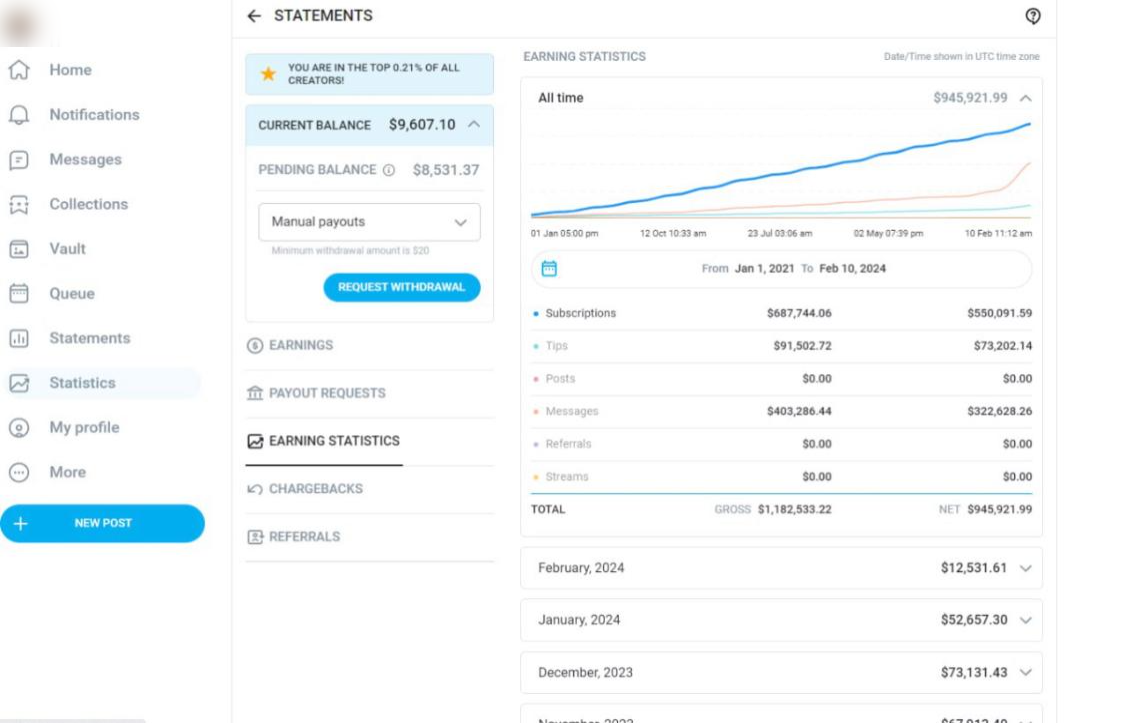 ← STATEMENTS
Home
Notifications
Messages
Collections
Vault
Queue
Statements
Statistics
My profile
More
+ NEW POST
YOU ARE IN THE TOP 0.21% OF ALL
CREATORS!
CURRENT BALANCE $9,607.10
PENDING BALANCE $8,531.37
Manual payouts
Minimum withdrawal amount is $20
REQUEST WITHDRAWAL
EARNINGS
PAYOUT REQUESTS
EARNING STATISTICS
CHARGEBACKS
REFERRALS
EARNING STATISTICS Date/Time shown in UTC time zone
All time $945,921.99
01 Jan 05:00 pm 12 Oct 10:33 am 23 Jul 03:06 am 02 May 07:39 pm 10 Feb 11:12 am
From Jan 1, 2021 To Feb 10, 2024
Subscriptions $687,744.06 $550,091.59
Tips $91,502.72 $73,202.14
Posts $0.00 $0.00
Messages $403,286.44 $322,628.26
Referrals $0.00 $0.00
Streams $0.00 $0.00
TOTAL GROSS $1,182,533.22 NET $945,921.99
February, 2024 $12,531.61
January, 2024 $52,657.30
December, 2023 $73,131.43
November, 2023